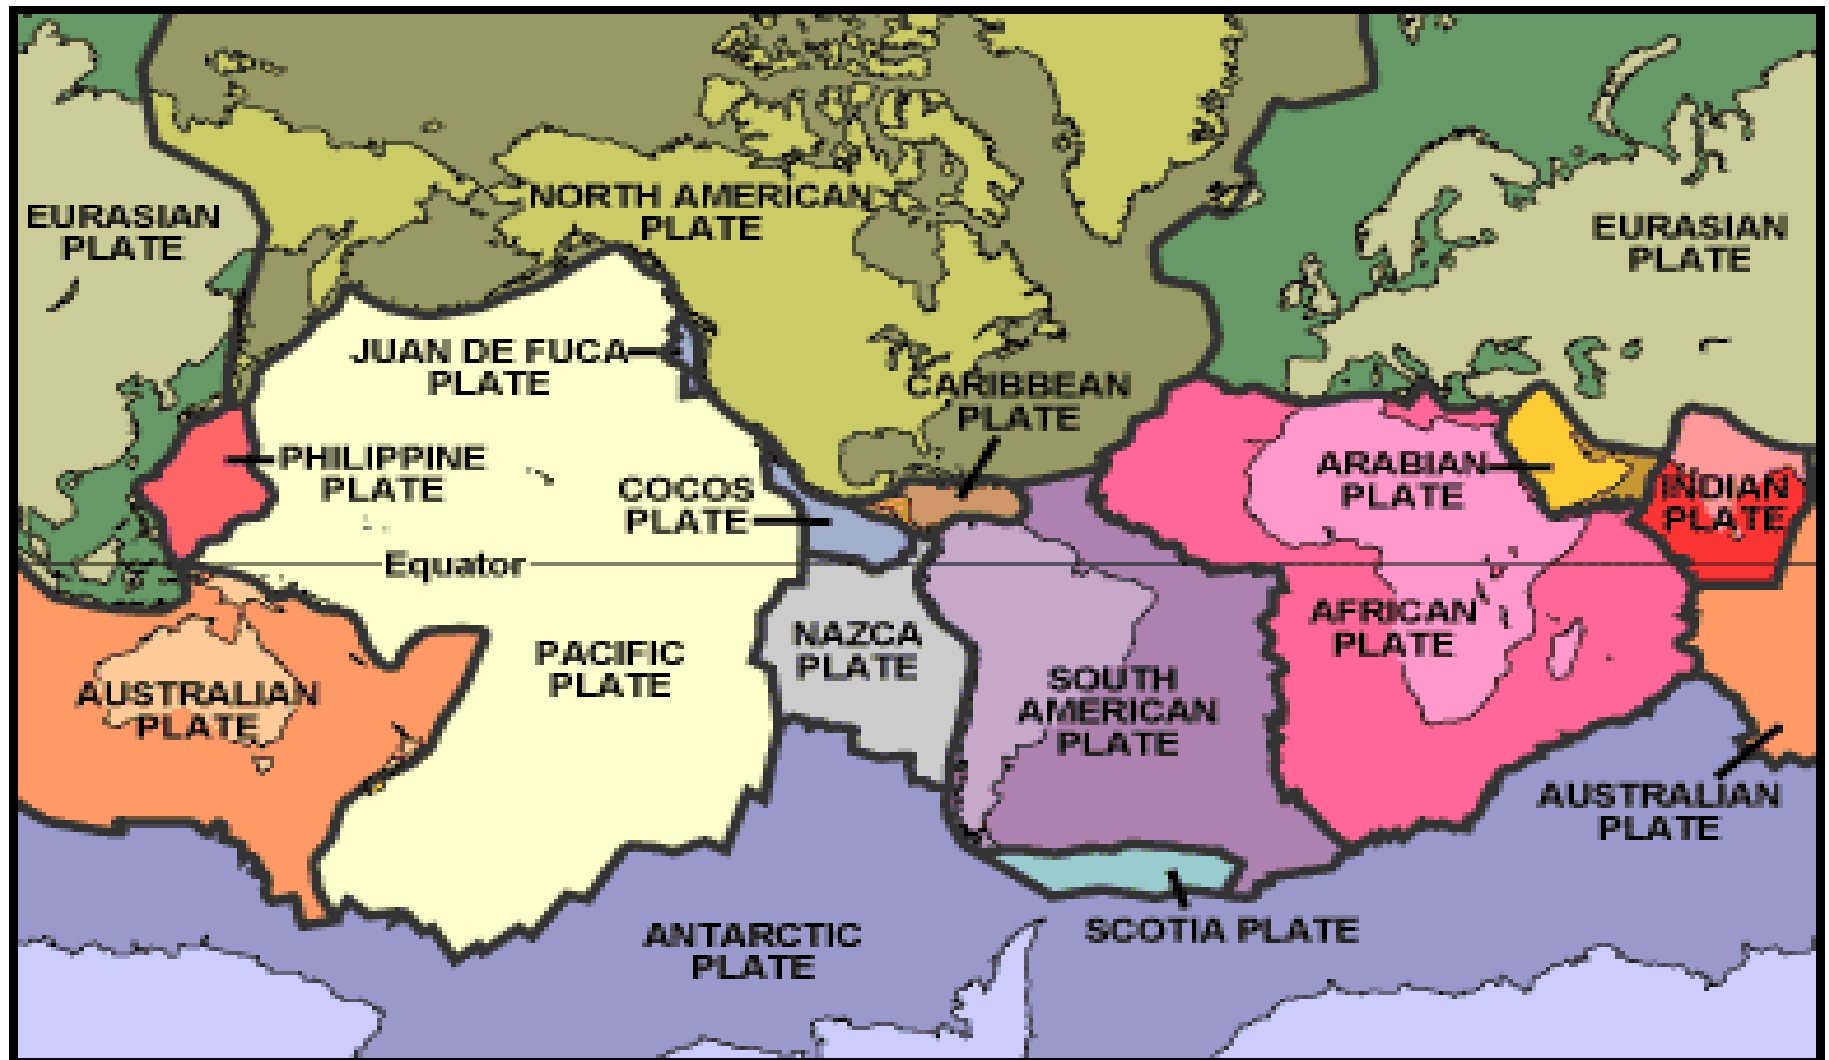 NORTH AMERICAN
PLATE
EURASIAN
PLATE
EURASIAN
PLATE
JUAN DE FUCA
PLATE
CARIBBEAN
PLATE
PHILIPPINE
PLATE
COCOS
PLATE
ARABIAN
PLATE
INDIAN
PLATE
Equator
AUSTRALIAN
PLATE
PACIFIC
PLATE
NAZCA
PLATE
SOUTH
AMERICAN
PLATE
AFRICAN
PLATE
AUSTRALIAN
PLATE
ANTARCTIC
PLATE
SCOTIA PLATE